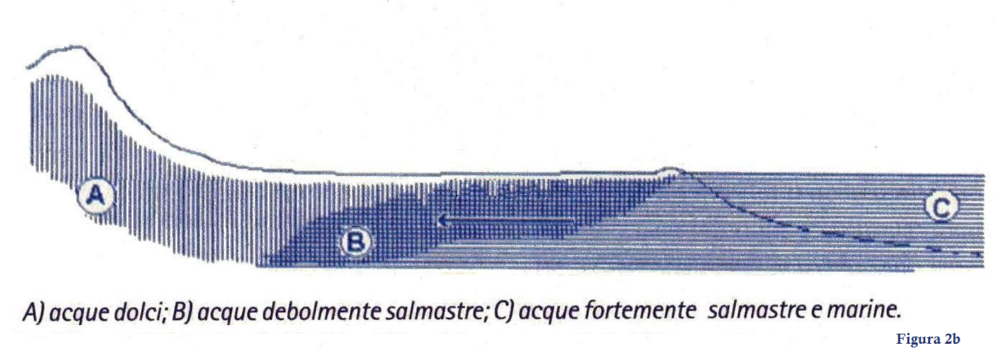 A
B
C
A) acque dolci; B) acque debolmente salmastre; C) acque fortemente salmastre e marine.
Figura 2b